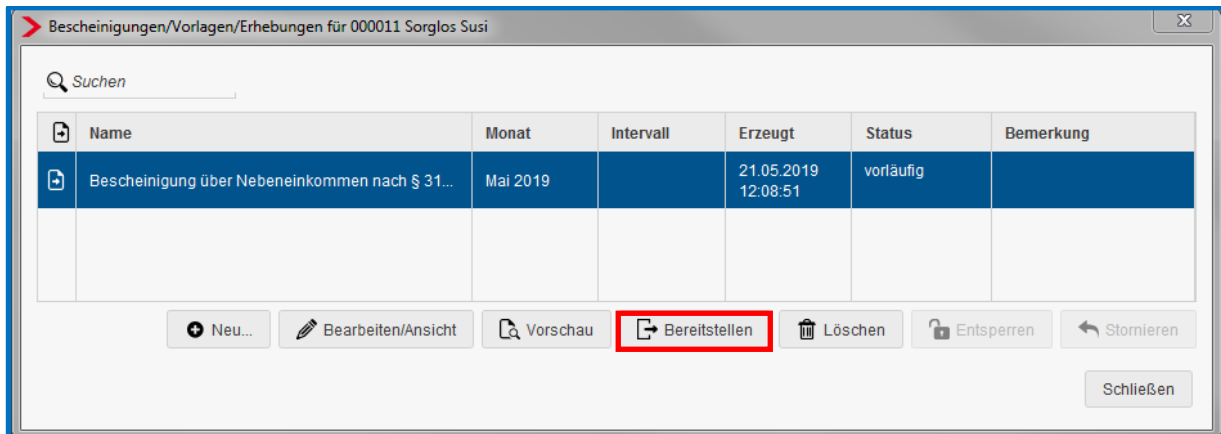 Bescheinigungen/Vorlagen/Erhebungen für 000011 Sorglos Susi
Suchen
Name Monat Intervall Erzeugt Status Bemerkung
Bescheinigung über Nebeneinkommen nach § 31... Mai 2019 21.05.2019 vorläufig
12:08:51
Neu... Bearbeiten/Ansicht Vorschau Bereitstellen Löschen Entsperren Stornieren
Schließen